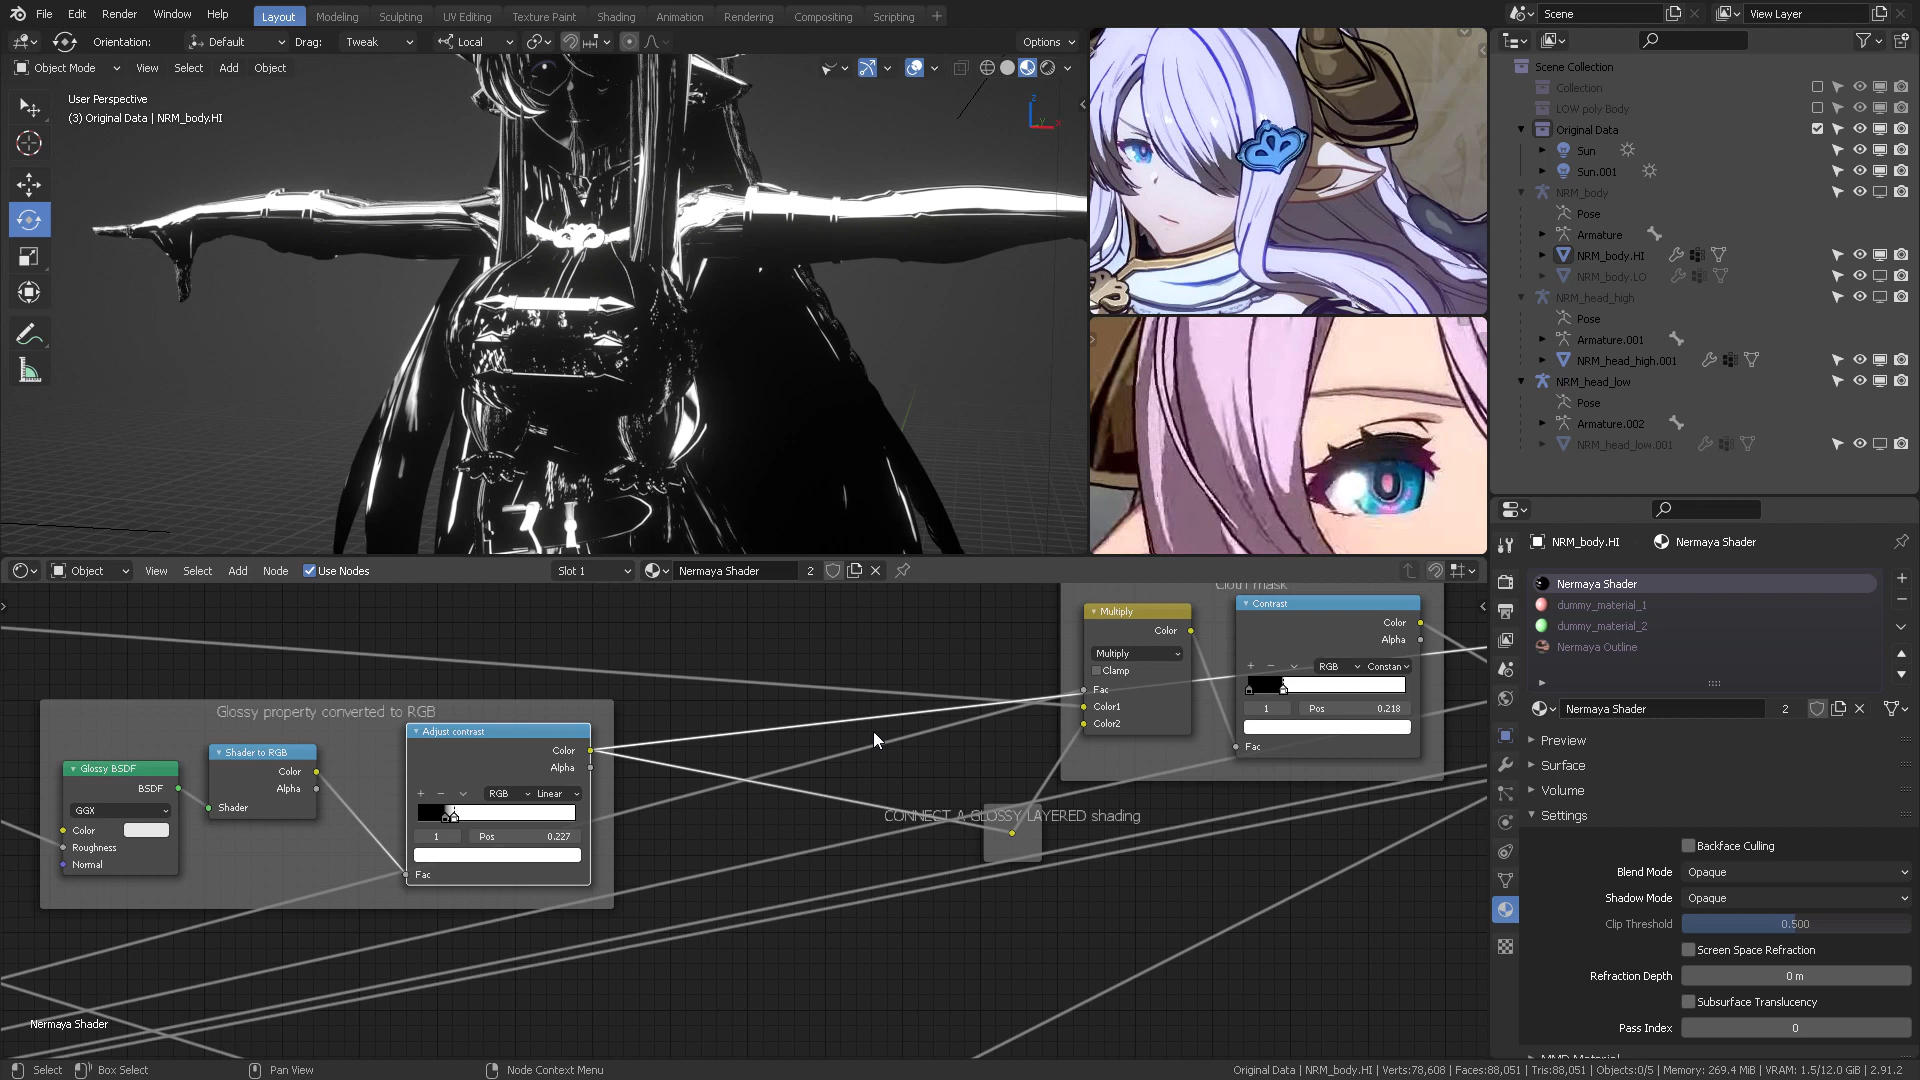 File Edit Render Window Help Layout Modeling Sculpting UV Editing Texture Paint Shading Animation Rendering Compositing Scripting Scene View Layer
Orientation: Default Drag: Tweak Local Options
Object Mode View Select Add Object
User Perspective
(3) Original Data | NRM_body.HI
Z
Y
X
Scene Collection
Collection
LOW poly Body
Original Data
Sun
Sun.001
NRM_body
Pose
Armature
NRM_body.HI
NRM_body.LO
NRM_head_high
Pose
Armature.001
NRM_head_high.001
NRM_head_low
Pose
Armature.002
NRM_head_low.001
Object View Select Add Node Use Nodes Slot 1 Nermaya Shader 2
Cloth mask
Multiply
Color
Multiply
Clamp
Fac
Color1
Color2
Contrast
Color
Alpha
RGB Constan
1 Pos 0.218
Fac
Glossy property converted to RGB
Glossy BSDF
BSDF
GGX
Color
Roughness
Normal
Shader to RGB
Color
Alpha
Shader
Adjust contrast
Color
Alpha
RGB Linear
1 Pos 0.227
Fac
CONNECT A GLOSSY LAYERED shading
Nermaya Shader
NRM_body.HI Nermaya Shader
Nermaya Shader
dummy_material_1
dummy_material_2
Nermaya Outline
Nermaya Shader 2
Preview
Surface
Volume
Settings
Backface Culling
Blend Mode Opaque
Shadow Mode Opaque
Clip Threshold 0.500
Screen Space Refraction
Refraction Depth 0 m
Subsurface Translucency
Pass Index 0
MMD Material
Select Box Select Pan View Node Context Menu Original Data | NRM_body.HI | Verts:78,608 | Faces:88,051 | Tris:88,051 | Objects:0/5 | Memory: 269.4 MiB | VRAM: 1.5/12.0 GiB | 2.91.2